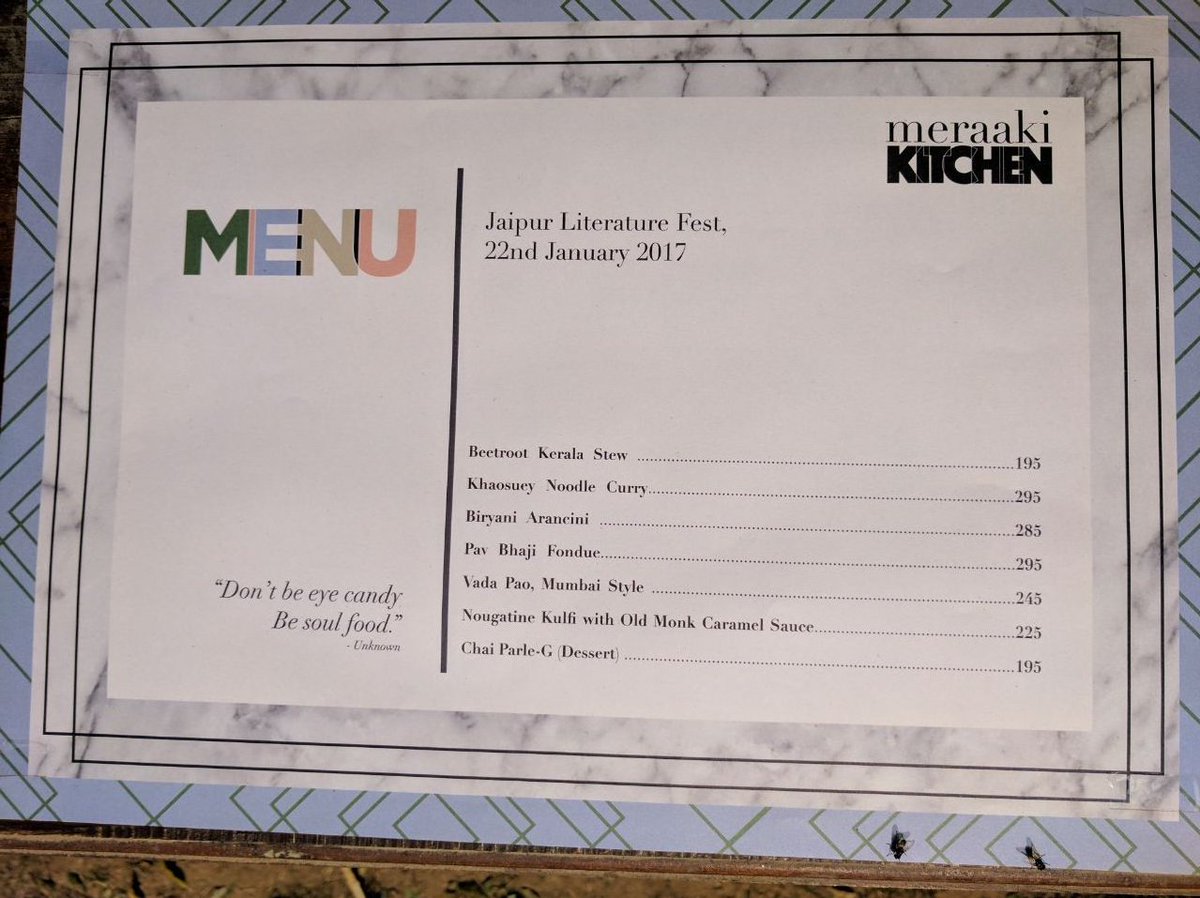 meraaki
KITCHEN
MENU
Jaipur Literature Fest,
22nd January 2017
Beetroot Kerala Stew ........................................195
Khaosuey Noodle Curry........................................295
Biryani Arancini ........................................285
Pav Bhaji Fondue........................................295
Vada Pao, Mumbai Style ........................................245
Nougatine Kulfi with Old Monk Caramel Sauce........................................225
Chai Parle-G (Dessert) ........................................195
“Don’t be eye candy
Be soul food.”
- Unknown